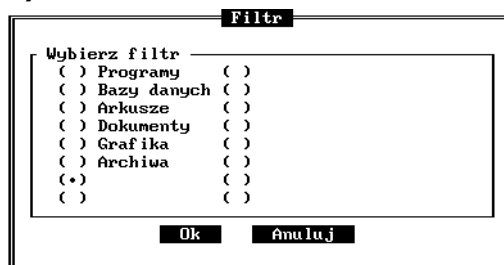 Filtr
Wybierz filtr
( ) Programy ( )
( ) Bazy danych ( )
( ) Arkusze ( )
( ) Dokumenty ( )
( ) Grafika ( )
( ) Archiwa ( )
(•) ( )
( ) ( )
Ok Anuluj